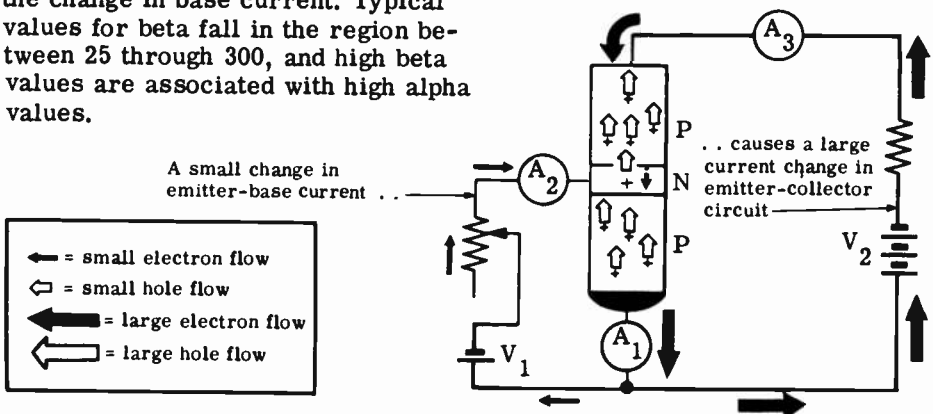 the change in base current. Typical
values for beta fall in the region be-
tween 25 through 300, and high beta
values are associated with high alpha
values.
A small change in
emitter-base current . .
A2
A3
P
N
P
+
. . causes a large
current change in
emitter-collector
circuit
V2
= small electron flow
= small hole flow
= large electron flow
= large hole flow
V1
A1